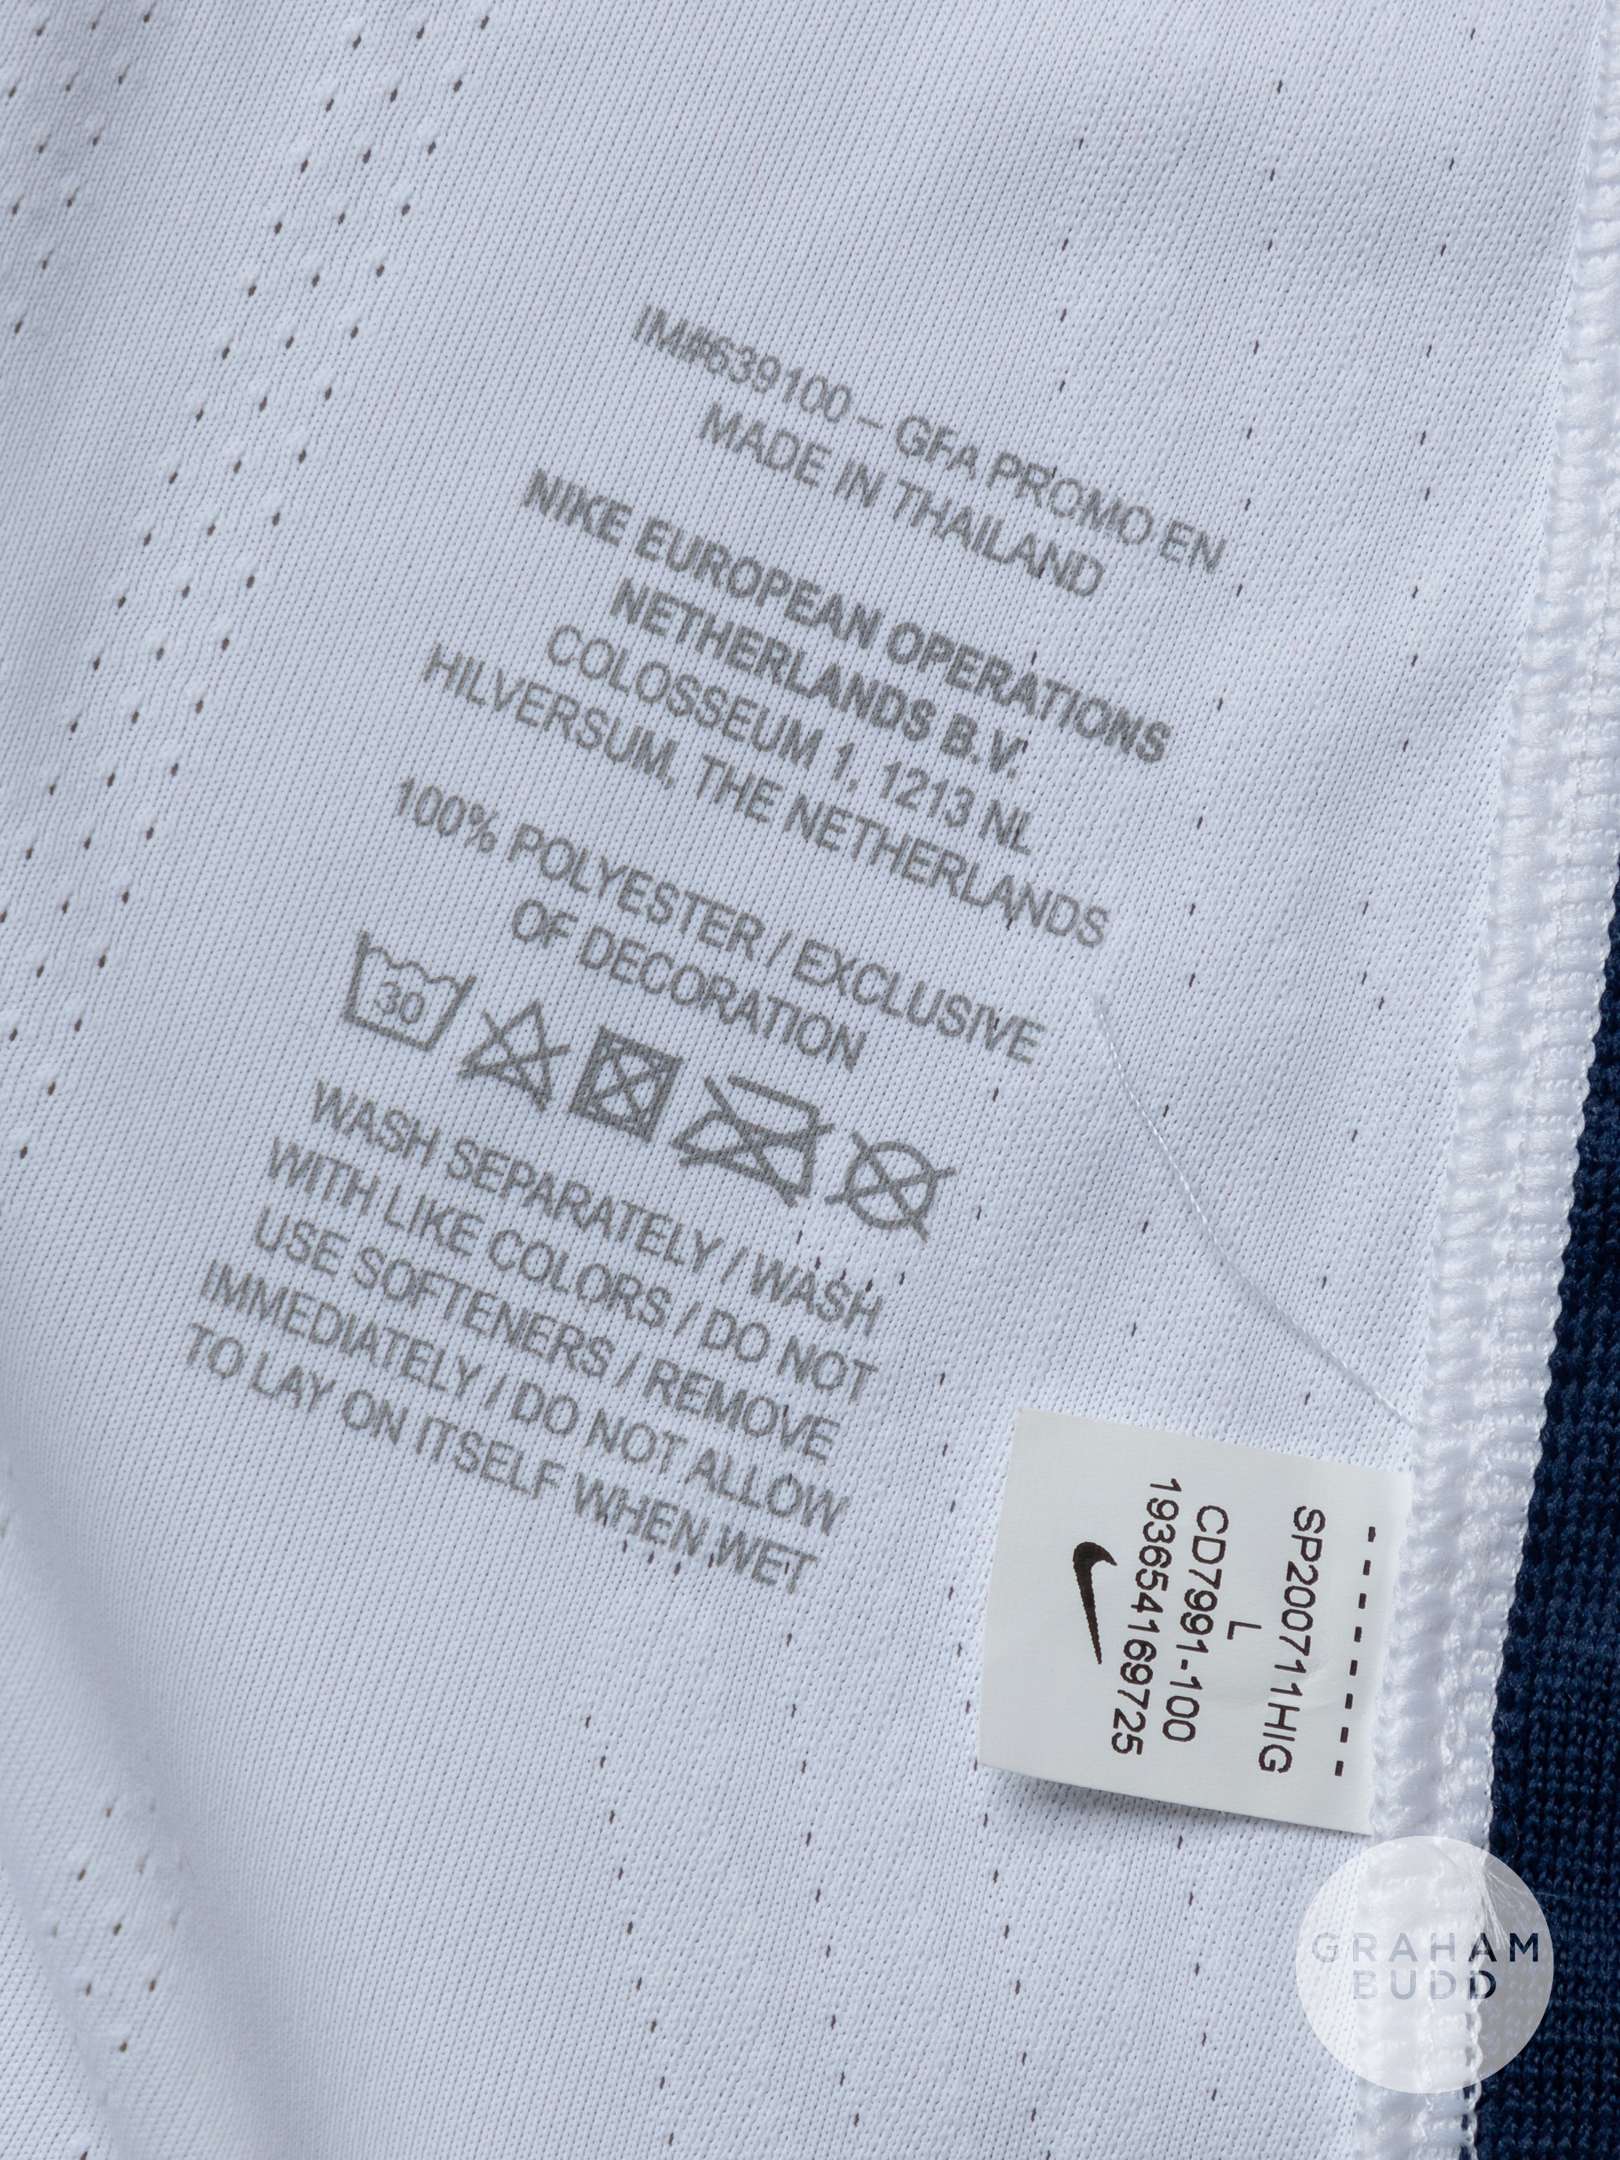 IM#639100 – GFA PROMO EN
MADE IN THAILAND
NIKE EUROPEAN OPERATIONS
NETHERLANDS B.V.
COLOSSEUM 1, 1213 NL
HILVERSUM, THE NETHERLANDS
100% POLYESTER / EXCLUSIVE
OF DECORATION
30
WASH SEPARATELY / WASH
WITH LIKE COLORS / DO NOT
USE SOFTENERS / REMOVE
IMMEDIATELY / DO NOT ALLOW
TO LAY ON ITSELF WHEN WET
SP200711HIG
L
CD7991-100
193654169725
GRAHAM
BUDD